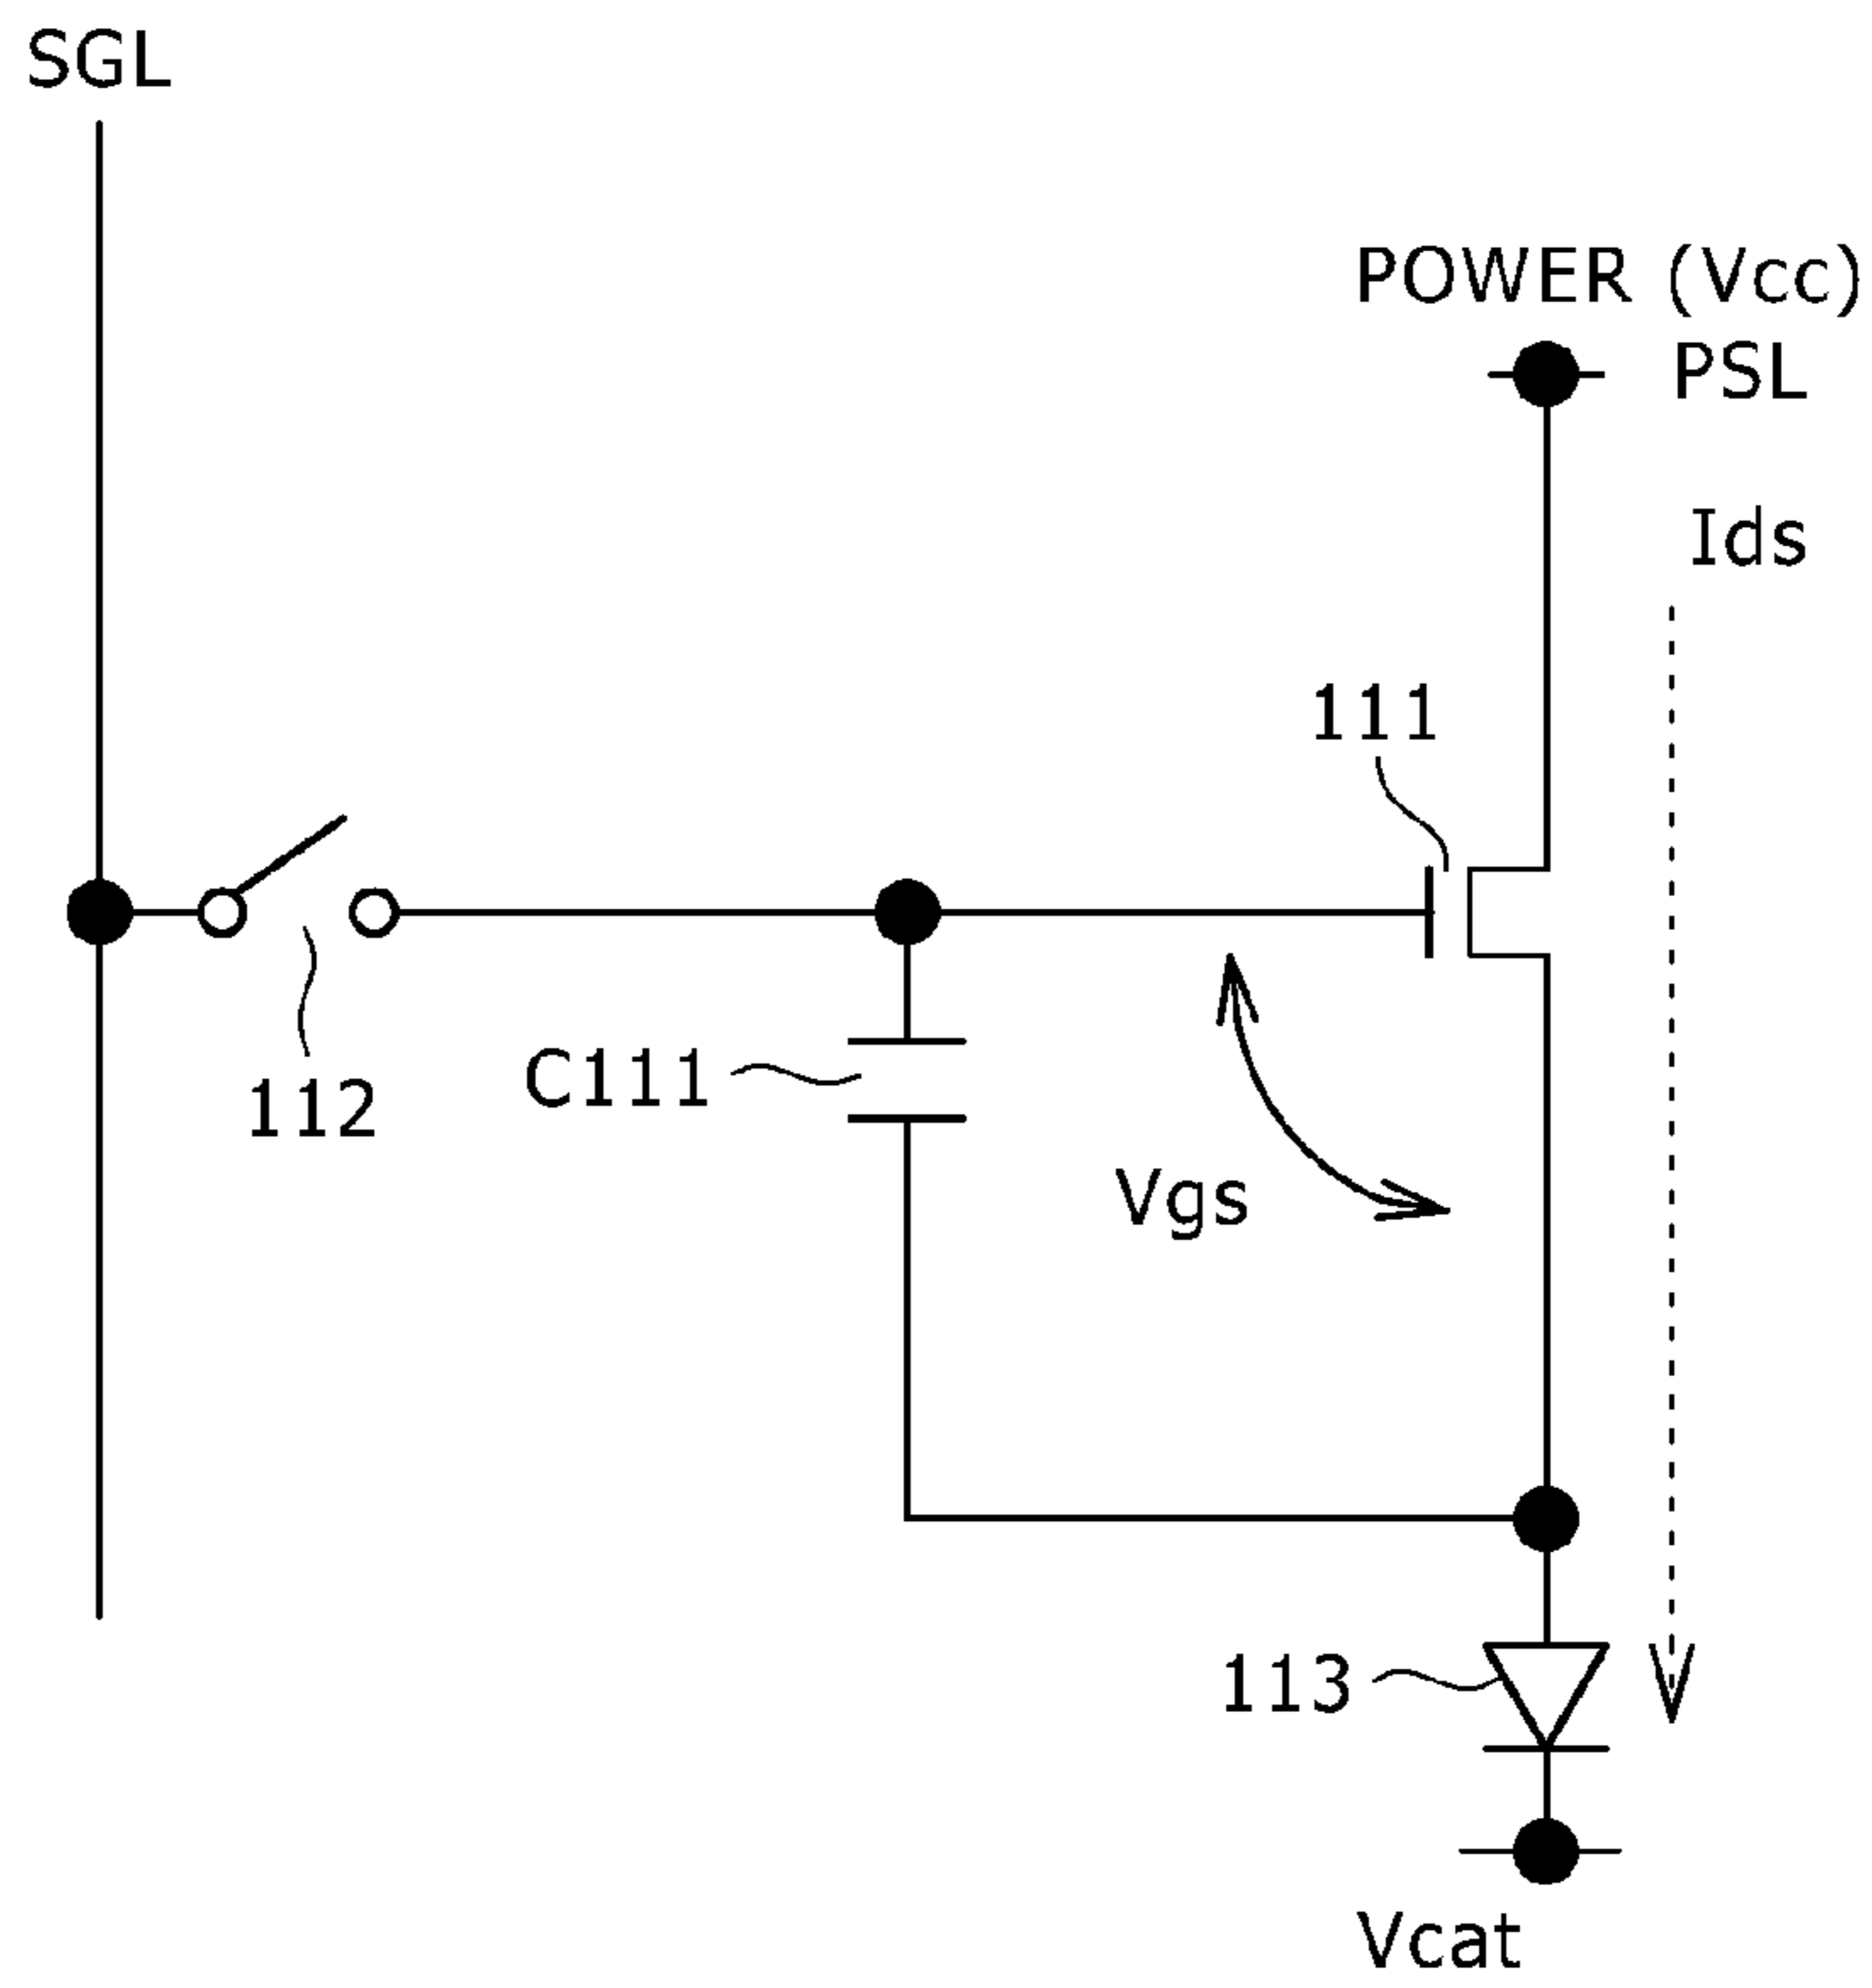 SGL
POWER (Vcc)
PSL
Ids
111
112
C111
Vgs
113
Vcat